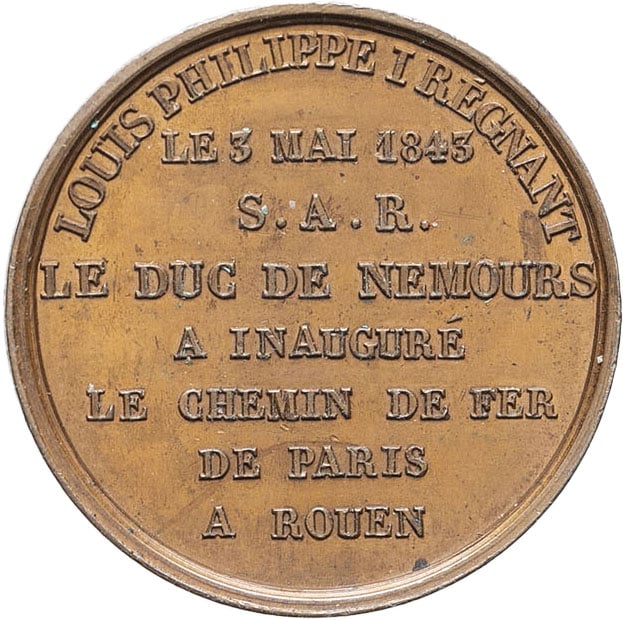 LOUIS PHILIPPE I RÉGNANT
LE 3 MAI 1843
S.A.R.
LE DUC DE NEMOURS
A INAUGURÉ
LE CHEMIN DE FER
DE PARIS
A ROUEN